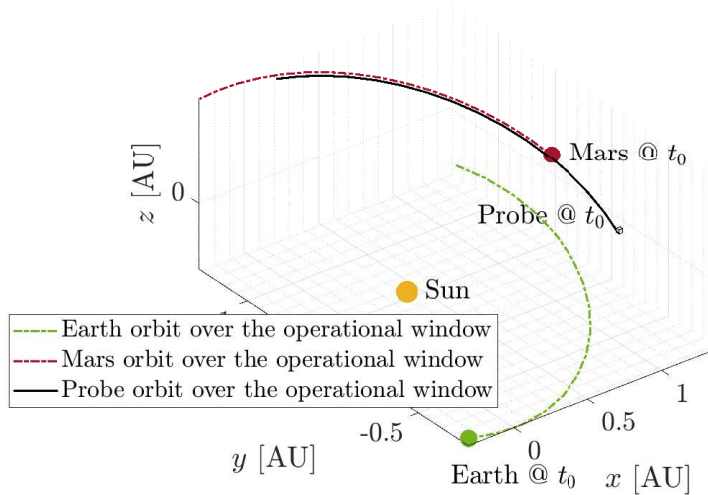 Mars @ t₀
z [AU]
0
Probe @ t₀
Sun
Earth orbit over the operational window
Mars orbit over the operational window
Probe orbit over the operational window
1
0.5
-0.5
0
y [AU]
Earth @ t₀
x [AU]